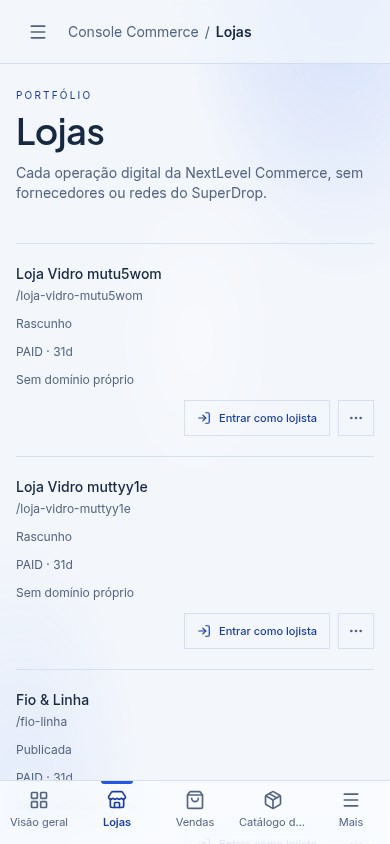 Console Commerce / Lojas
PORTFÓLIO
Lojas
Cada operação digital da NextLevel Commerce, sem
fornecedores ou redes do SuperDrop.
Loja Vidro mutu5wom
/loja-vidro-mutu5wom
Rascunho
PAID · 31d
Sem domínio próprio
Entrar como lojista
Loja Vidro muttyy1e
/loja-vidro-muttyy1e
Rascunho
PAID · 31d
Sem domínio próprio
Entrar como lojista
Fio & Linha
/fio-linha
Publicada
PAID · 31d
Visão geral
Lojas
Vendas
Catálogo d...
Mais
Entrar como lojista